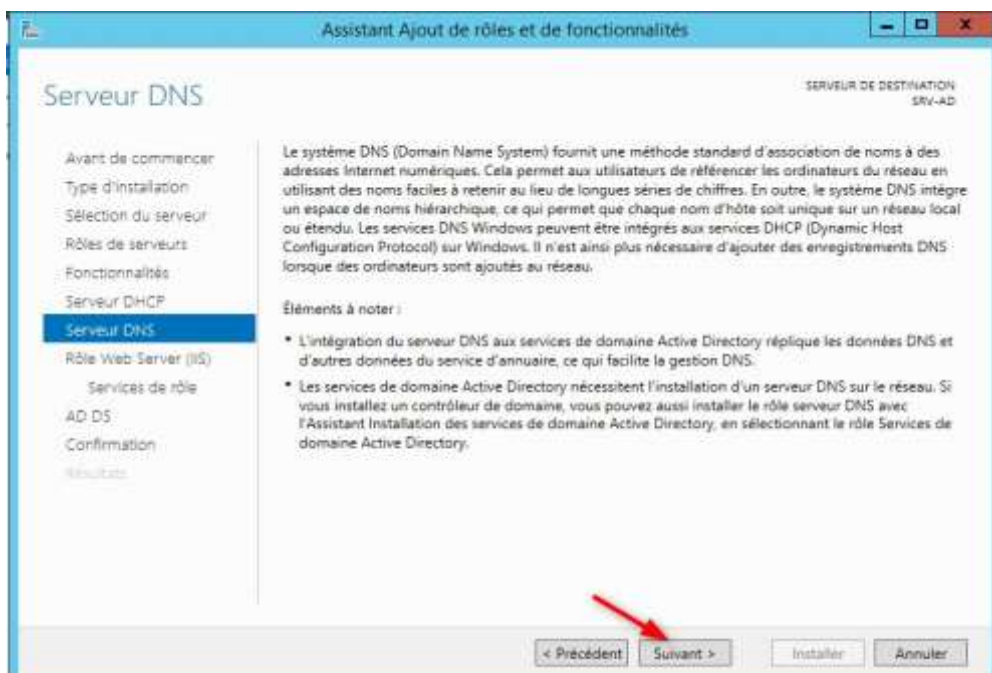 Assistant Ajout de rôles et de fonctionnalités
Serveur DNS
SERVEUR DE DESTINATION
SRV-AD
Avant de commencer
Type d'installation
Sélection du serveur
Rôles de serveurs
Fonctionnalités
Serveur DHCP
Serveur DNS
Rôle Web Server (IIS)
Services de rôle
AD DS
Confirmation
Résultats
Le système DNS (Domain Name System) fournit une méthode standard d'association de noms à des
adresses Internet numériques. Cela permet aux utilisateurs de référencer les ordinateurs du réseau en
utilisant des noms faciles à retenir au lieu de longues séries de chiffres. En outre, le système DNS intègre
un espace de noms hiérarchique, ce qui permet que chaque nom d'hôte soit unique sur un réseau local
ou étendu. Les services DNS Windows peuvent être intégrés aux services DHCP (Dynamic Host
Configuration Protocol) sur Windows. Il n'est ainsi plus nécessaire d'ajouter des enregistrements DNS
lorsque des ordinateurs sont ajoutés au réseau.
Éléments à noter :
• L'intégration du serveur DNS aux services de domaine Active Directory réplique les données DNS et
d'autres données du service d'annuaire, ce qui facilite la gestion DNS.
• Les services de domaine Active Directory nécessitent l'installation d'un serveur DNS sur le réseau. Si
vous installez un contrôleur de domaine, vous pouvez aussi installer le rôle serveur DNS avec
l'Assistant Installation des services de domaine Active Directory, en sélectionnant le rôle Services de
domaine Active Directory.
< Précédent
Suivant >
Installer
Annuler